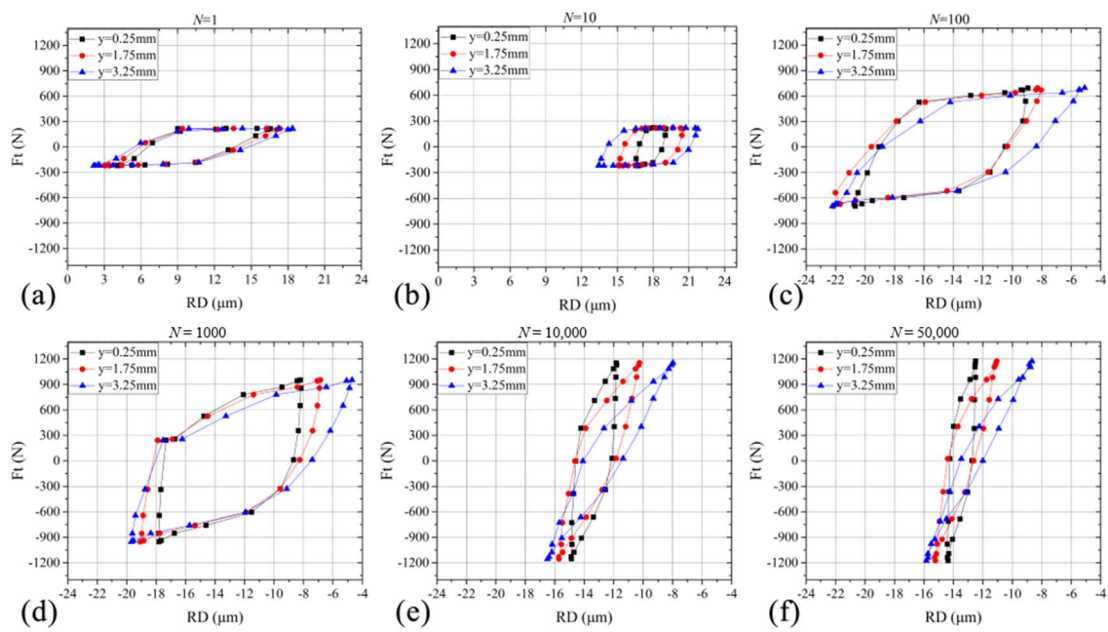 N=1
Ft (N)
1200
900
600
300
0
-300
-600
-900
-1200
y=0.25mm
y=1.75mm
y=3.25mm
0 3 6 9 12 15 18 21 24
RD (μm)
(a)
N=10
Ft (N)
1200
900
600
300
0
-300
-600
-900
-1200
y=0.25mm
y=1.75mm
y=3.25mm
0 3 6 9 12 15 18 21 24
RD (μm)
(b)
N=100
Ft (N)
1200
900
600
300
0
-300
-600
-900
-1200
y=0.25mm
y=1.75mm
y=3.25mm
-24 -22 -20 -18 -16 -14 -12 -10 -8 -6 -4
RD (μm)
(c)
N = 1000
Ft (N)
1200
900
600
300
0
-300
-600
-900
-1200
y=0.25mm
y=1.75mm
y=3.25mm
-24 -22 -20 -18 -16 -14 -12 -10 -8 -6 -4
RD (μm)
(d)
N = 10,000
Ft (N)
1200
900
600
300
0
-300
-600
-900
-1200
y=0.25mm
y=1.75mm
y=3.25mm
-24 -22 -20 -18 -16 -14 -12 -10 -8 -6 -4
RD (μm)
(e)
N = 50,000
Ft (N)
1200
900
600
300
0
-300
-600
-900
-1200
y=0.25mm
y=1.75mm
y=3.25mm
-24 -22 -20 -18 -16 -14 -12 -10 -8 -6 -4
RD (μm)
(f)